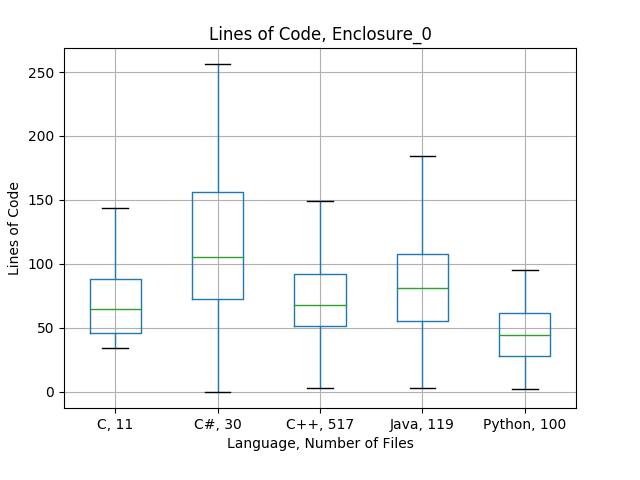 Lines of Code, Enclosure_0
Lines of Code
250
200
150
100
50
0
C, 11
C#, 30
C++, 517
Java, 119
Python, 100
Language, Number of Files